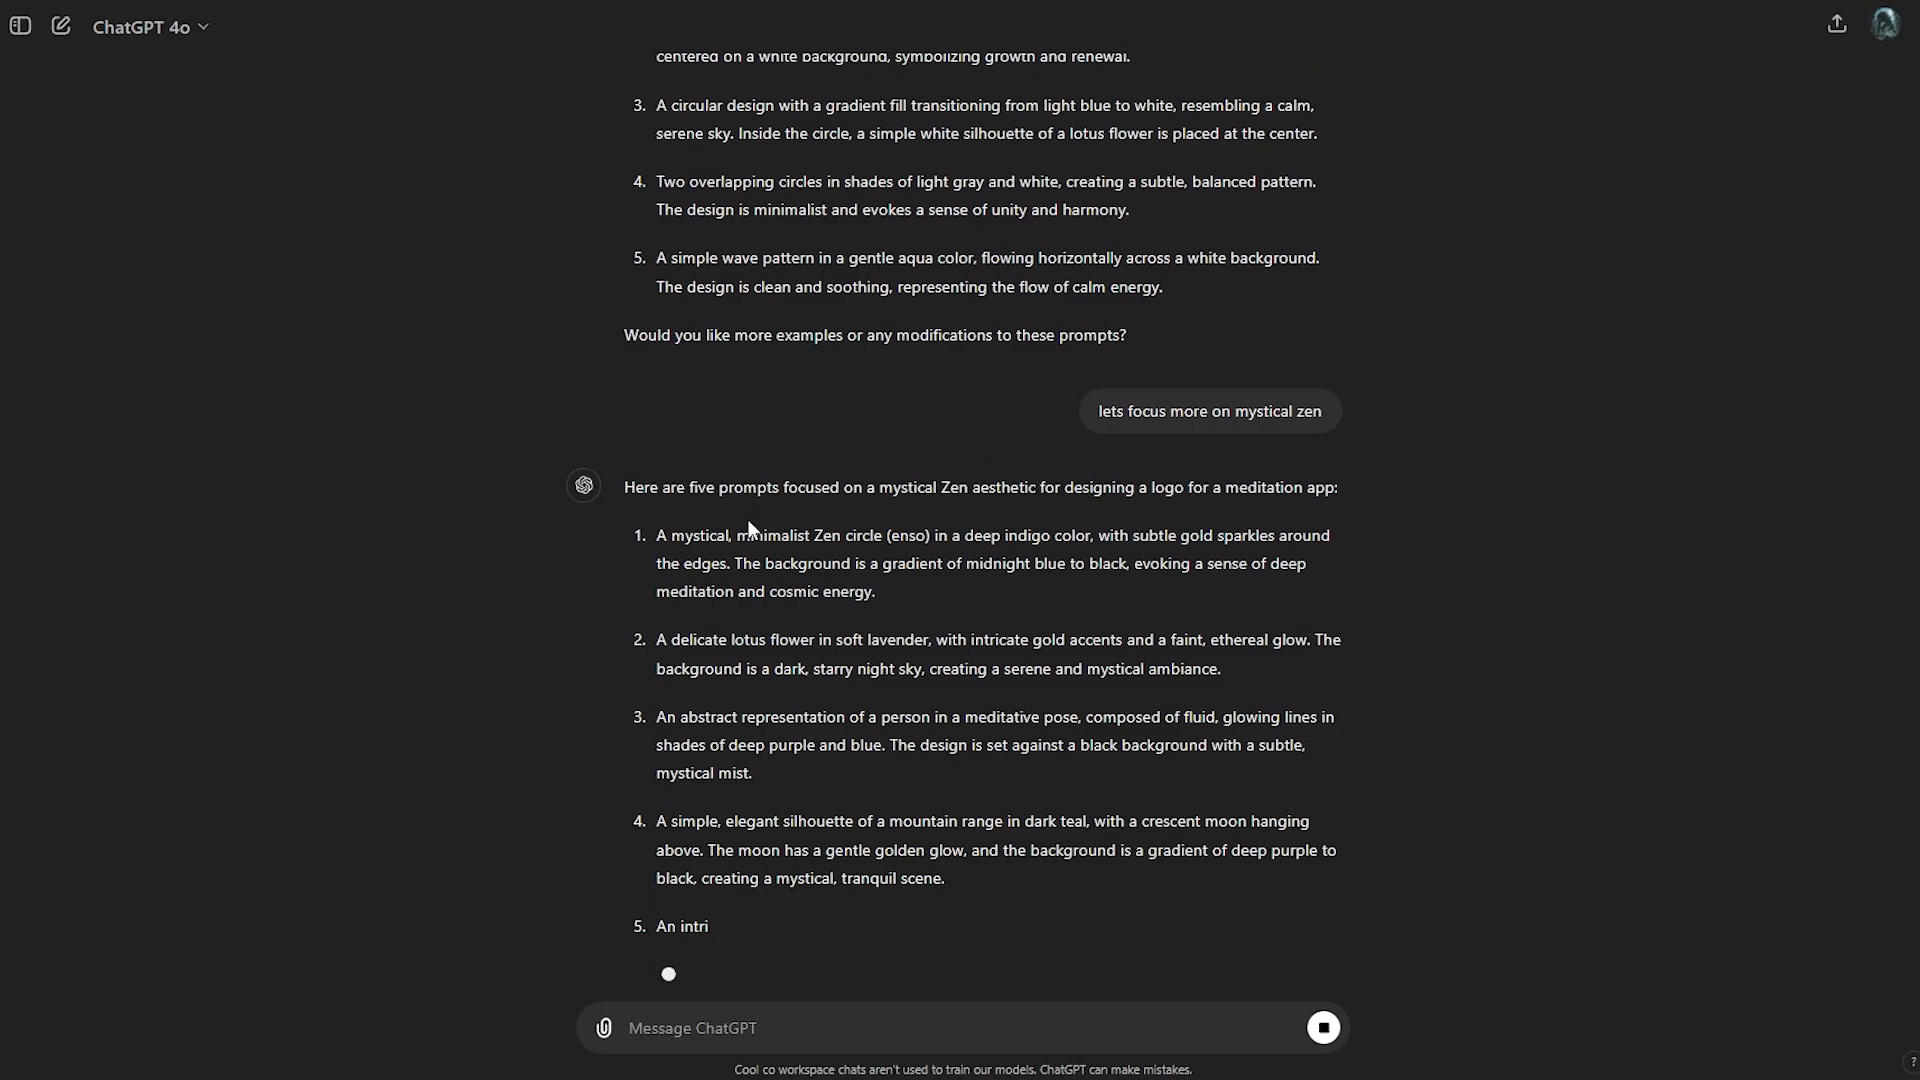 ChatGPT 4o
centered on a white background, symbolizing growth and renewal.
3. A circular design with a gradient fill transitioning from light blue to white, resembling a calm,
serene sky. Inside the circle, a simple white silhouette of a lotus flower is placed at the center.
4. Two overlapping circles in shades of light gray and white, creating a subtle, balanced pattern.
The design is minimalist and evokes a sense of unity and harmony.
5. A simple wave pattern in a gentle aqua color, flowing horizontally across a white background.
The design is clean and soothing, representing the flow of calm energy.
Would you like more examples or any modifications to these prompts?
lets focus more on mystical zen
Here are five prompts focused on a mystical Zen aesthetic for designing a logo for a meditation app:
1. A mystical, minimalist Zen circle (enso) in a deep indigo color, with subtle gold sparkles around
the edges. The background is a gradient of midnight blue to black, evoking a sense of deep
meditation and cosmic energy.
2. A delicate lotus flower in soft lavender, with intricate gold accents and a faint, ethereal glow. The
background is a dark, starry night sky, creating a serene and mystical ambiance.
3. An abstract representation of a person in a meditative pose, composed of fluid, glowing lines in
shades of deep purple and blue. The design is set against a black background with a subtle,
mystical mist.
4. A simple, elegant silhouette of a mountain range in dark teal, with a crescent moon hanging
above. The moon has a gentle golden glow, and the background is a gradient of deep purple to
black, creating a mystical, tranquil scene.
5. An intri
Message ChatGPT
Cool co workspace chats aren't used to train our models. ChatGPT can make mistakes.
?